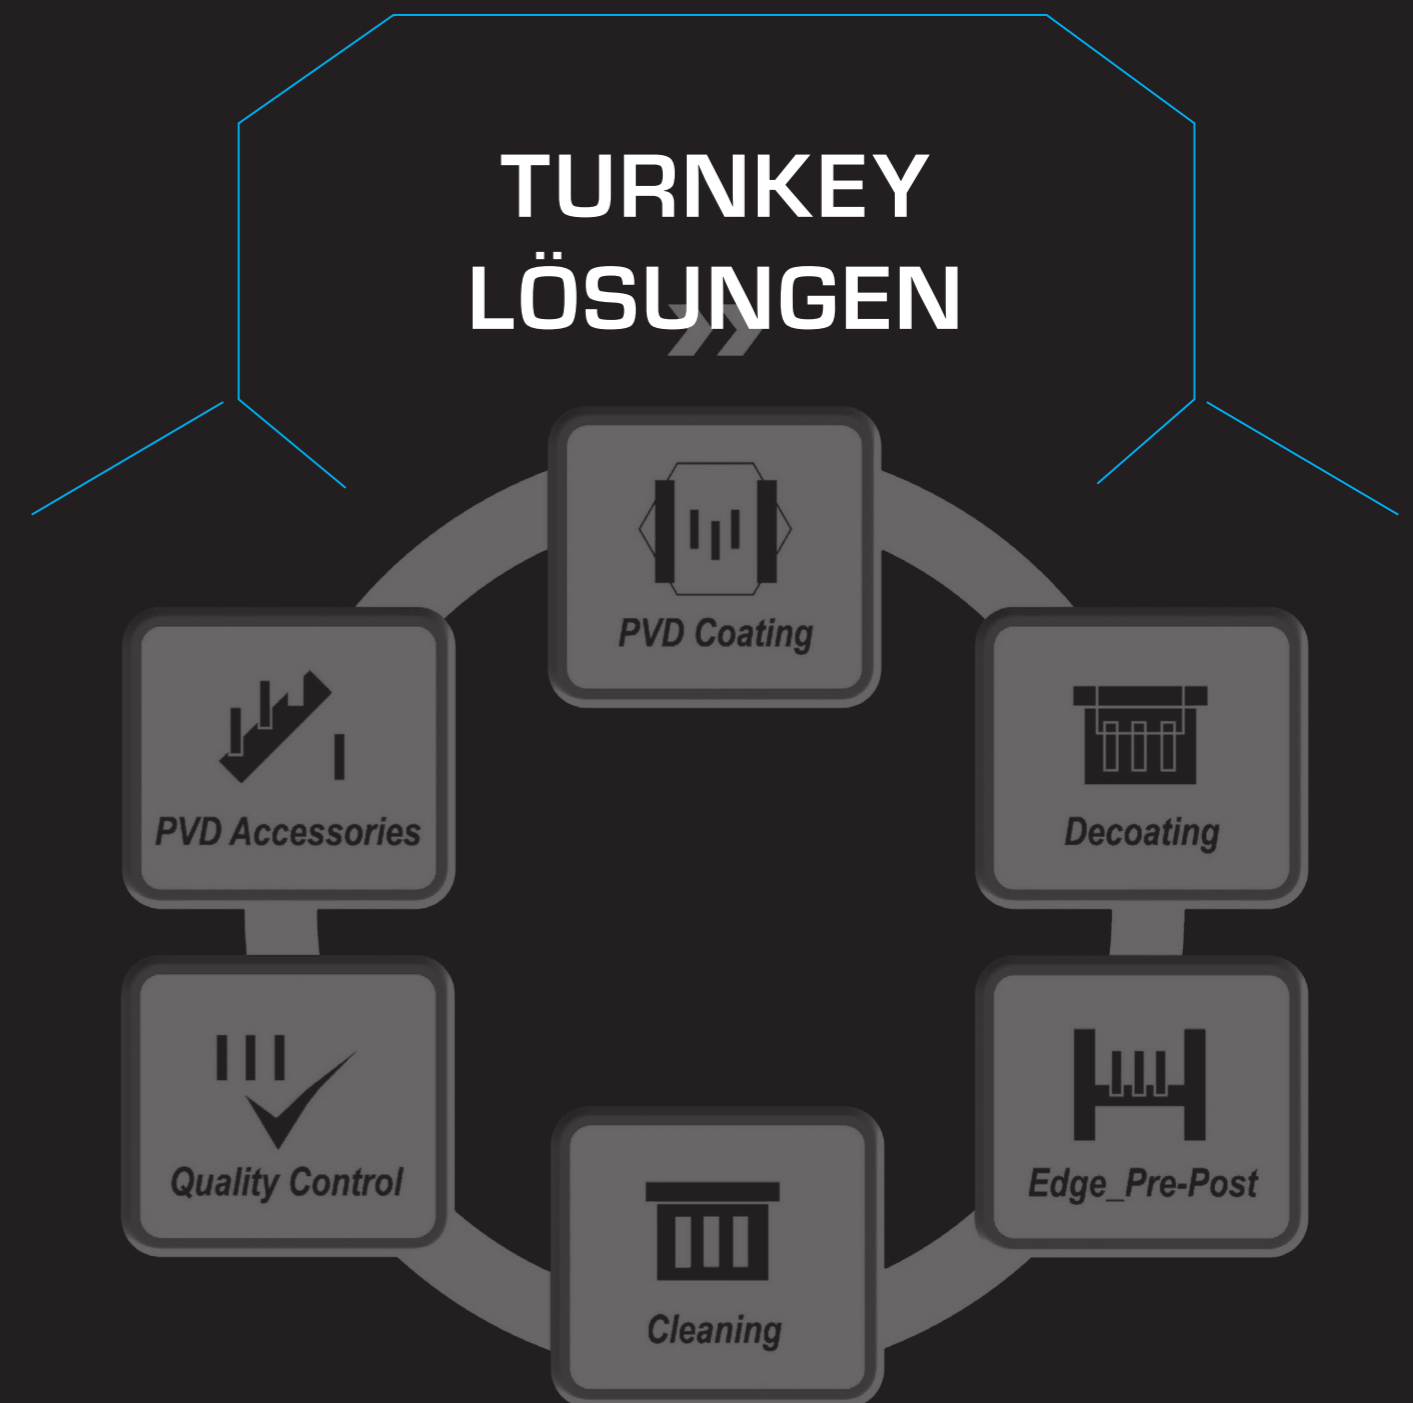 TURNKEY
LÖSUNGEN
PVD Coating
PVD Accessories
Decoating
Quality Control
Edge_Pre-Post
Cleaning